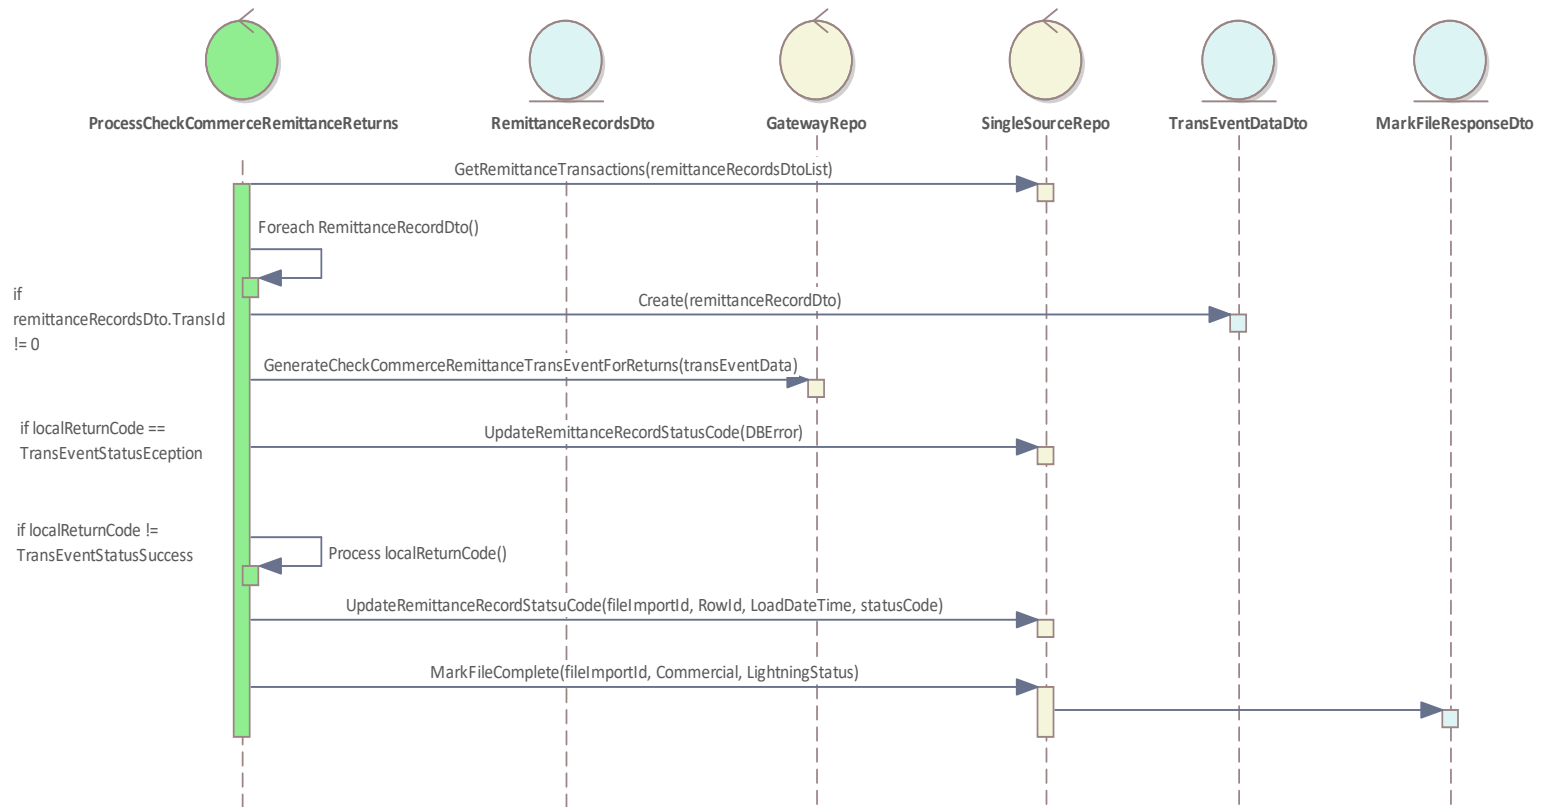 ProcessCheckCommerceRemittanceReturns
RemittanceRecordsDto
GatewayRepo
SingleSourceRepo
TransEventDataDto
MarkFileResponseDto
GetRemittanceTransactions(remittanceRecordsDtoList)
Foreach RemittanceRecordDto()
if
remittanceRecordsDto.TransId
!= 0
Create(remittanceRecordDto)
GenerateCheckCommerceRemittanceTransEventForReturns(transEventData)
if localReturnCode ==
TransEventStatusEception
UpdateRemittanceRecordStatusCode(DBError)
if localReturnCode !=
TransEventStatusSuccess
Process localReturnCode()
UpdateRemittanceRecordStatsuCode(fileImportId, RowId, LoadDateTime, statusCode)
MarkFileComplete(fileImportId, Commercial, LightningStatus)